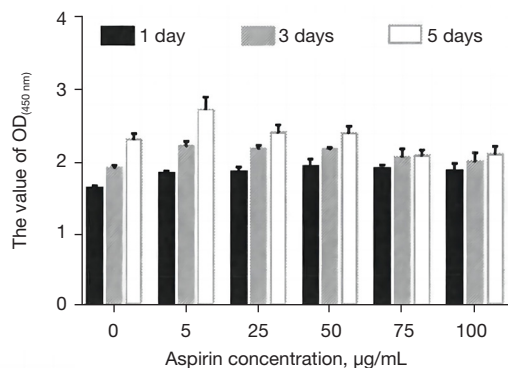 The value of OD(450 nm)
4
3
2
1
0
1 day 3 days 5 days
0 5 25 50 75 100
Aspirin concentration, µg/mL